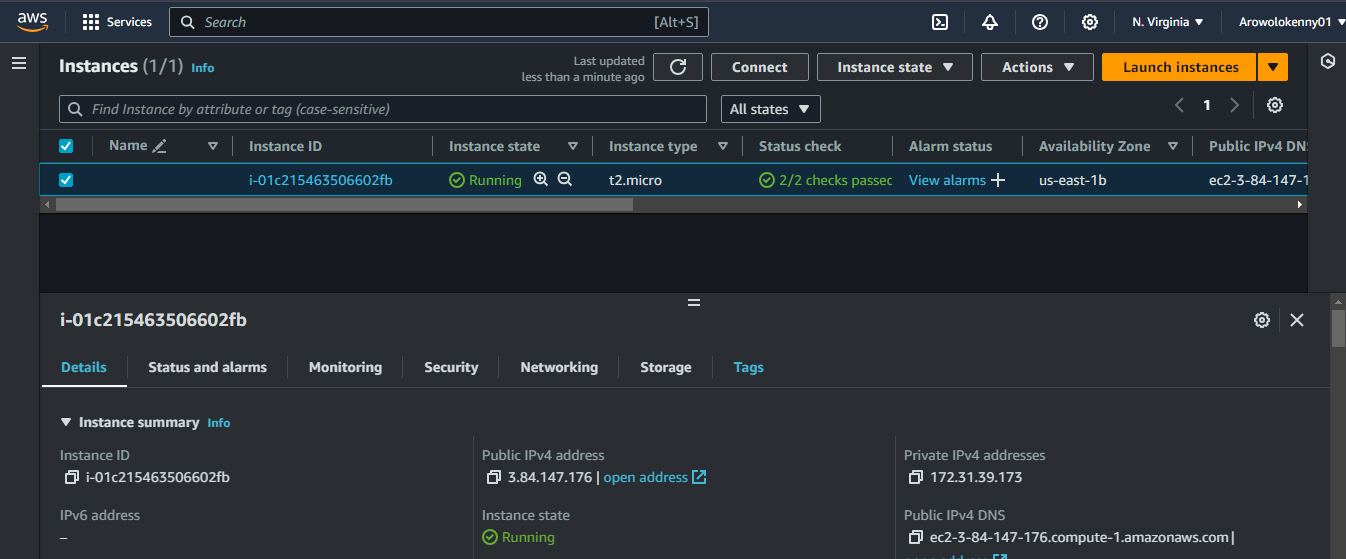 aws Services Search [Alt+S] N. Virginia Arowolokenny01
Instances (1/1) Info Last updated less than a minute ago Connect Instance state Actions Launch instances
Find Instance by attribute or tag (case-sensitive) All states 1
Name Instance ID Instance state Instance type Status check Alarm status Availability Zone Public IPv4 DN
i-01c215463506602fb Running t2.micro 2/2 checks passed View alarms + us-east-1b ec2-3-84-147-1
i-01c215463506602fb
Details Status and alarms Monitoring Security Networking Storage Tags
Instance summary Info
Instance ID Public IPv4 address Private IPv4 addresses
i-01c215463506602fb 3.84.147.176 | open address 172.31.39.173
IPv6 address Instance state Public IPv4 DNS
– Running ec2-3-84-147-176.compute-1.amazonaws.com |